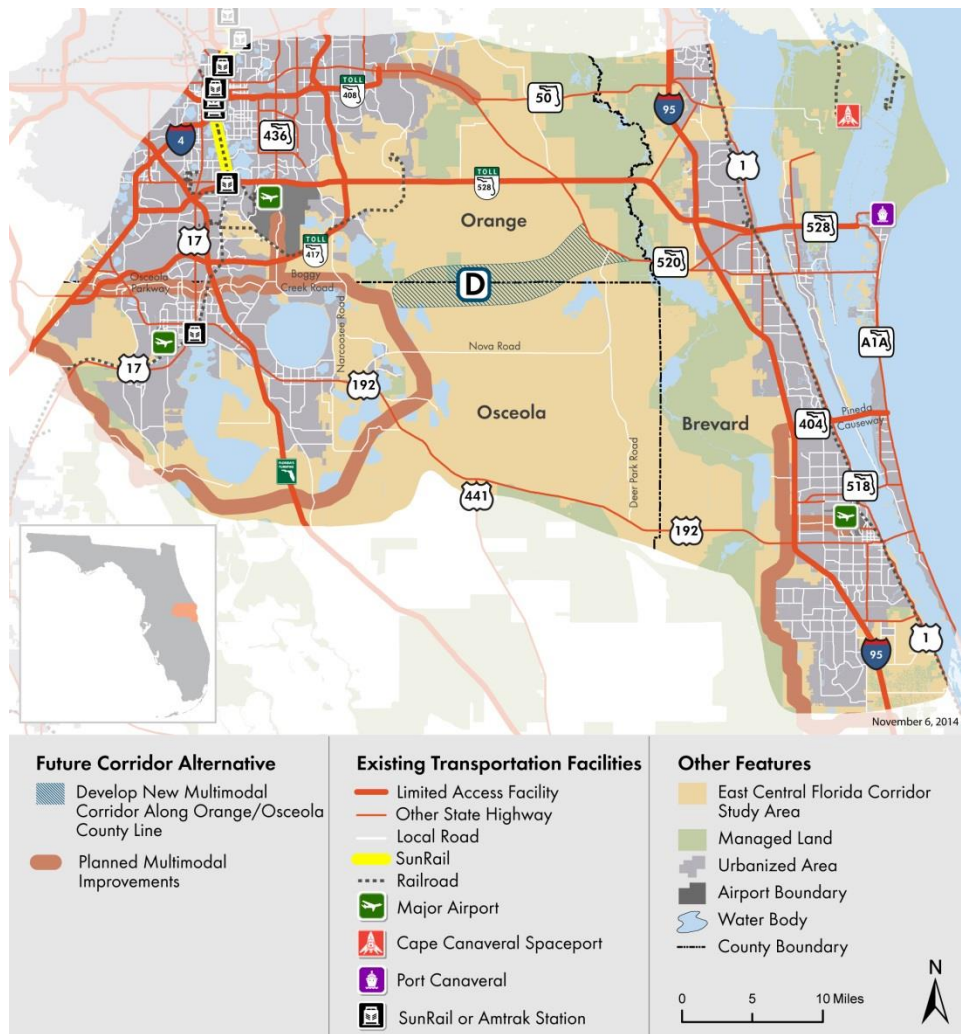 TOLL
408
50
95
436
4
1
TOLL
528
Orange
17
528
TOLL
417
520
Osceola
Parkway
Boggy
Creek Road
D
Narcoossee Road
A1A
Nova Road
17
192
Osceola
Brevard
Pineda
Causeway
404
Deer Park Road
518
441
192
1
95
November 6, 2014
Future Corridor Alternative
Develop New Multimodal
Corridor Along Orange/Osceola
County Line
Planned Multimodal
Improvements
Existing Transportation Facilities
Limited Access Facility
Other State Highway
Local Road
SunRail
Railroad
Major Airport
Cape Canaveral Spaceport
Port Canaveral
SunRail or Amtrak Station
Other Features
East Central Florida Corridor
Study Area
Managed Land
Urbanized Area
Airport Boundary
Water Body
County Boundary
N
0 5 10 Miles